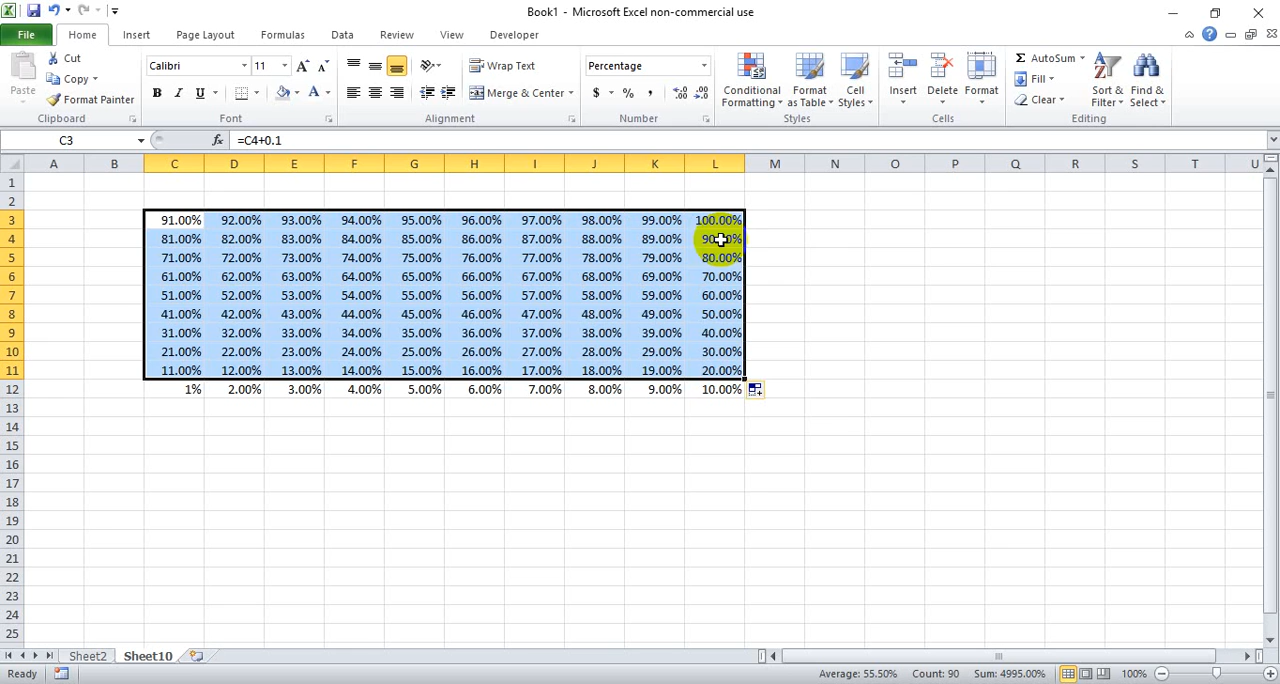 Book1 - Microsoft Excel non-commercial use
File Home Insert Page Layout Formulas Data Review View Developer
Paste
Cut
Copy
Format Painter
Clipboard
Calibri 11
B I U
Font
Wrap Text
Merge & Center
Alignment
Percentage
$ % ,
Number
Conditional Formatting
Format as Table
Cell Styles
Styles
Insert Delete Format
Cells
AutoSum
Fill
Clear
Sort & Filter
Find & Select
Editing
C3 fx =C4+0.1
A B C D E F G H I J K L M N O P Q R S T U
1
2
3 91.00% 92.00% 93.00% 94.00% 95.00% 96.00% 97.00% 98.00% 99.00% 100.00%
4 81.00% 82.00% 83.00% 84.00% 85.00% 86.00% 87.00% 88.00% 89.00%
5 71.00% 72.00% 73.00% 74.00% 75.00% 76.00% 77.00% 78.00% 79.00% 80.00%
6 61.00% 62.00% 63.00% 64.00% 65.00% 66.00% 67.00% 68.00% 69.00% 70.00%
7 51.00% 52.00% 53.00% 54.00% 55.00% 56.00% 57.00% 58.00% 59.00% 60.00%
8 41.00% 42.00% 43.00% 44.00% 45.00% 46.00% 47.00% 48.00% 49.00% 50.00%
9 31.00% 32.00% 33.00% 34.00% 35.00% 36.00% 37.00% 38.00% 39.00% 40.00%
10 21.00% 22.00% 23.00% 24.00% 25.00% 26.00% 27.00% 28.00% 29.00% 30.00%
11 11.00% 12.00% 13.00% 14.00% 15.00% 16.00% 17.00% 18.00% 19.00% 20.00%
12 1% 2.00% 3.00% 4.00% 5.00% 6.00% 7.00% 8.00% 9.00% 10.00%
13
14
15
16
17
18
19
20
21
22
23
24
25
Sheet2 Sheet10
Ready Average: 55.50% Count: 90 Sum: 4995.00% 100%